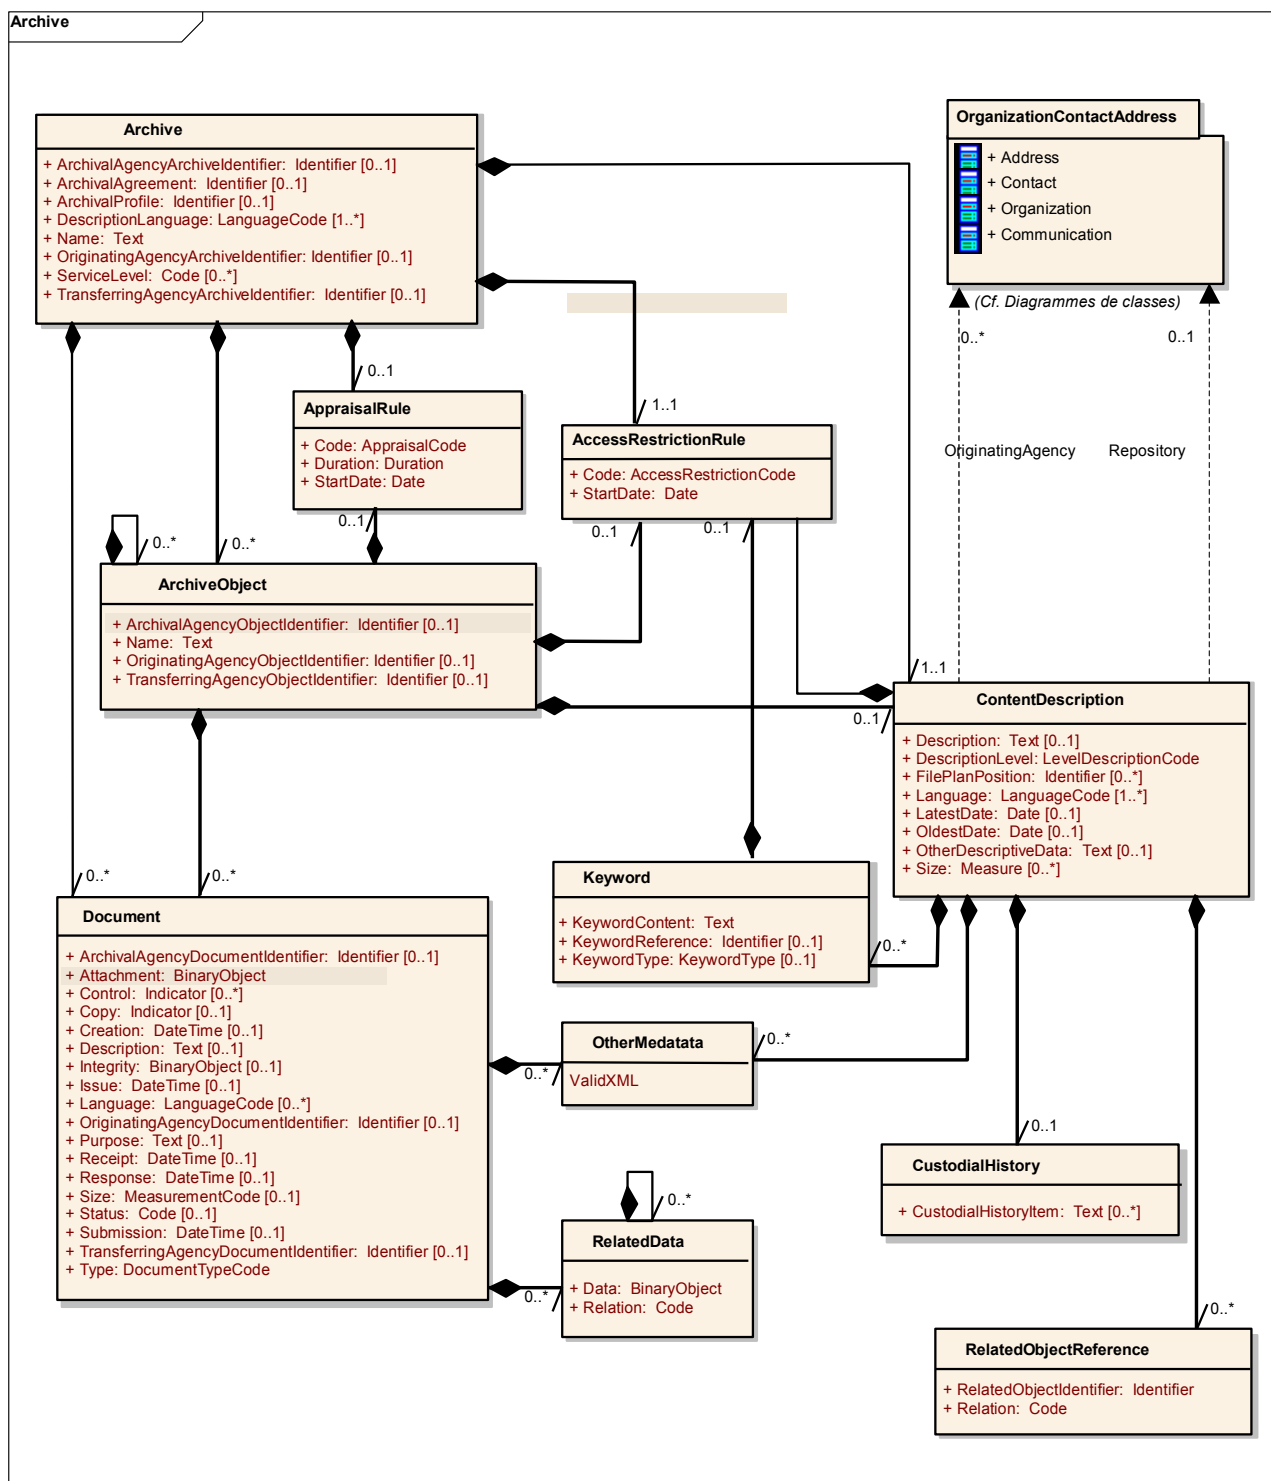 Archive
Archive
+ ArchivalAgencyArchiveIdentifier: Identifier [0..1]
+ ArchivalAgreement: Identifier [0..1]
+ ArchivalProfile: Identifier [0..1]
+ DescriptionLanguage: LanguageCode [1..*]
+ Name: Text
+ OriginatingAgencyArchiveIdentifier: Identifier [0..1]
+ ServiceLevel: Code [0..*]
+ TransferringAgencyArchiveIdentifier: Identifier [0..1]
OrganizationContactAddress
+ Address
+ Contact
+ Organization
+ Communication
(Cf. Diagrammes de classes)
0..*
0..1
OriginatingAgency
Repository
0..1
AppraisalRule
+ Code: AppraisalCode
+ Duration: Duration
+ StartDate: Date
0..1
1..1
AccessRestrictionRule
+ Code: AccessRestrictionCode
+ StartDate: Date
0..1
0..1
0..*
0..*
ArchiveObject
+ ArchivalAgencyObjectIdentifier: Identifier [0..1]
+ Name: Text
+ OriginatingAgencyObjectIdentifier: Identifier [0..1]
+ TransferringAgencyObjectIdentifier: Identifier [0..1]
1..1
0..1
ContentDescription
+ Description: Text [0..1]
+ DescriptionLevel: LevelDescriptionCode
+ FilePlanPosition: Identifier [0..*]
+ Language: LanguageCode [1..*]
+ LatestDate: Date [0..1]
+ OldestDate: Date [0..1]
+ OtherDescriptiveData: Text [0..1]
+ Size: Measure [0..*]
0..*
0..*
Document
+ ArchivalAgencyDocumentIdentifier: Identifier [0..1]
+ Attachment: BinaryObject
+ Control: Indicator [0..*]
+ Copy: Indicator [0..1]
+ Creation: DateTime [0..1]
+ Description: Text [0..1]
+ Integrity: BinaryObject [0..1]
+ Issue: DateTime [0..1]
+ Language: LanguageCode [0..*]
+ OriginatingAgencyDocumentIdentifier: Identifier [0..1]
+ Purpose: Text [0..1]
+ Receipt: DateTime [0..1]
+ Response: DateTime [0..1]
+ Size: MeasurementCode [0..1]
+ Status: Code [0..1]
+ Submission: DateTime [0..1]
+ TransferringAgencyDocumentIdentifier: Identifier [0..1]
+ Type: DocumentTypeCode
Keyword
+ KeywordContent: Text
+ KeywordReference: Identifier [0..1]
+ KeywordType: KeywordType [0..1]
0..*
OtherMedatata
ValidXML
0..*
0..*
0..1
CustodialHistory
+ CustodialHistoryItem: Text [0..*]
0..*
RelatedData
+ Data: BinaryObject
+ Relation: Code
0..*
0..*
RelatedObjectReference
+ RelatedObjectIdentifier: Identifier
+ Relation: Code